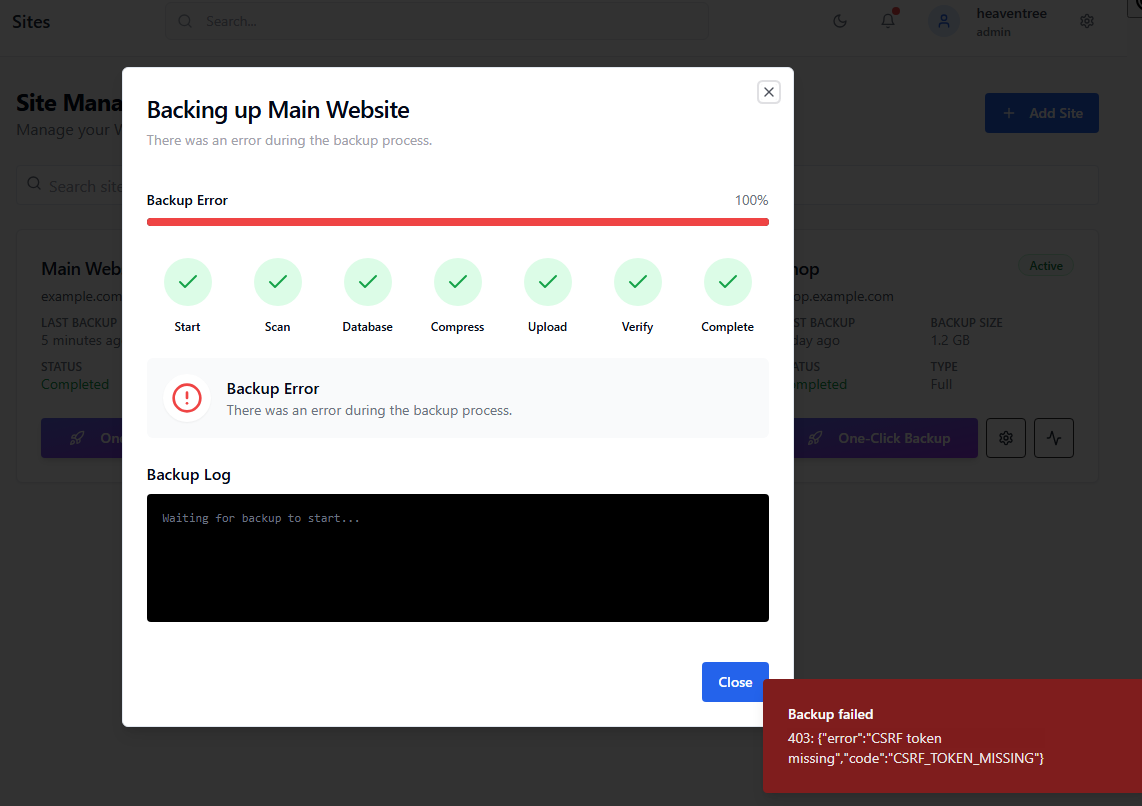 Sites
Search...
heaventree
admin
Site Mana
Manage your W
Add Site
Search site
Backing up Main Website
There was an error during the backup process.
Backup Error
100%
Start
Scan
Database
Compress
Upload
Verify
Complete
Backup Error
There was an error during the backup process.
Backup Log
Waiting for backup to start...
Close
Main Web
example.com
LAST BACKUP
5 minutes ag
STATUS
Completed
One
hop
Active
op.example.com
ST BACKUP
BACKUP SIZE
day ago
1.2 GB
ATUS
TYPE
ompleted
Full
One-Click Backup
Backup failed
403: {"error":"CSRF token
missing","code":"CSRF_TOKEN_MISSING"}